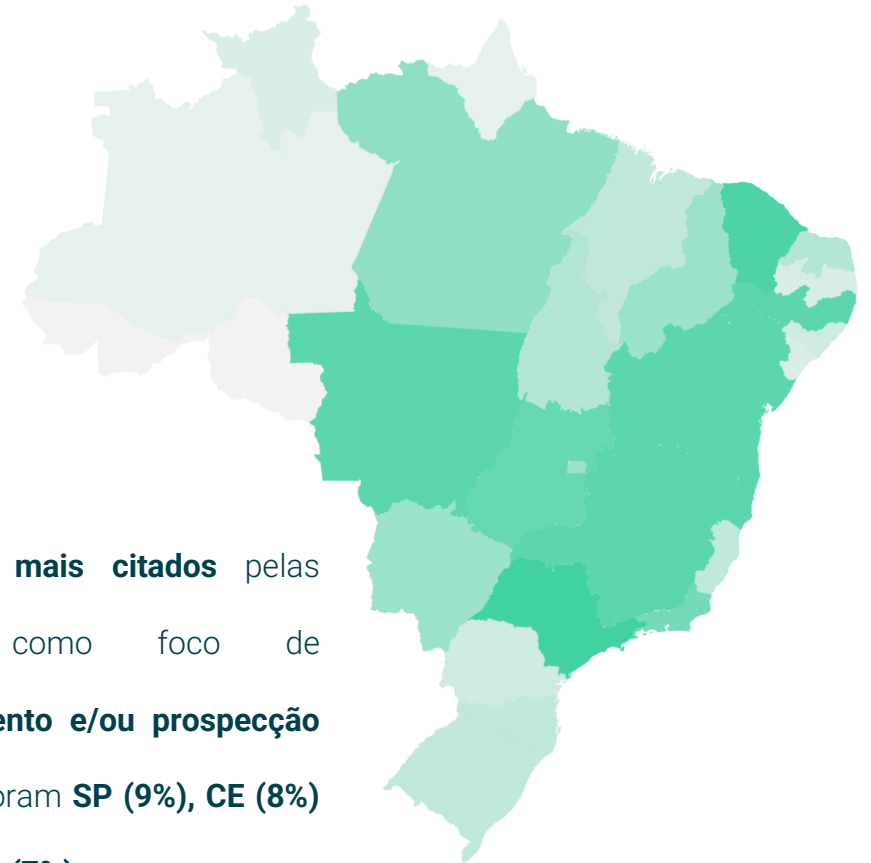 mais citados pelas
como foco de
ento e/ou prospecção
oram SP (9%), CE (8%)